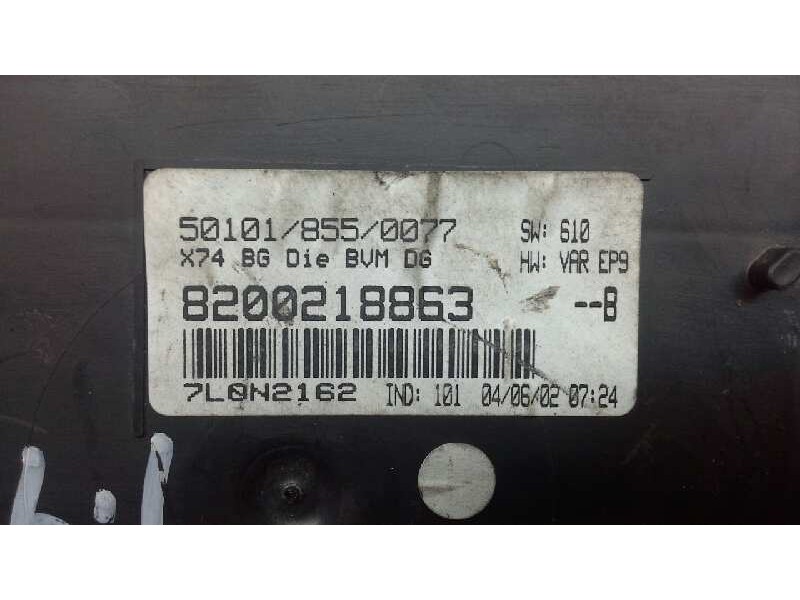 50101/855/0077 SW: 610
X74 BG Die BVM DG HW: VAR EP9
8200218863 --B
7L0N2162 IND: 101 04/06/02 07:24